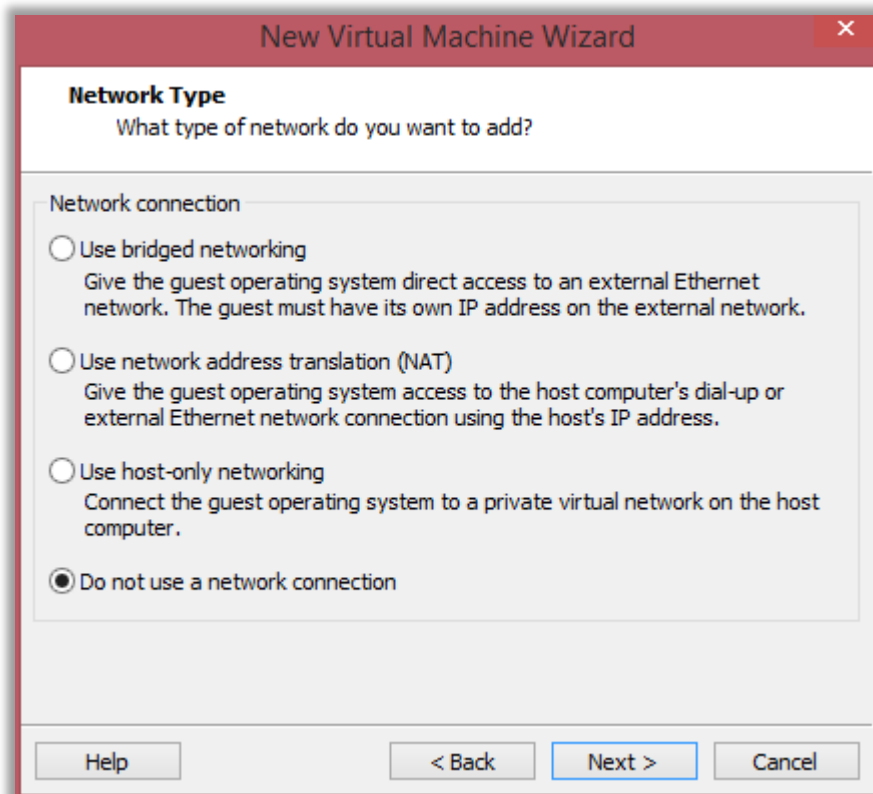 New Virtual Machine Wizard
Network Type
What type of network do you want to add?
Network connection
Use bridged networking
Give the guest operating system direct access to an external Ethernet
network. The guest must have its own IP address on the external network.
Use network address translation (NAT)
Give the guest operating system access to the host computer's dial-up or
external Ethernet network connection using the host's IP address.
Use host-only networking
Connect the guest operating system to a private virtual network on the host
computer.
Do not use a network connection
Help
< Back
Next >
Cancel